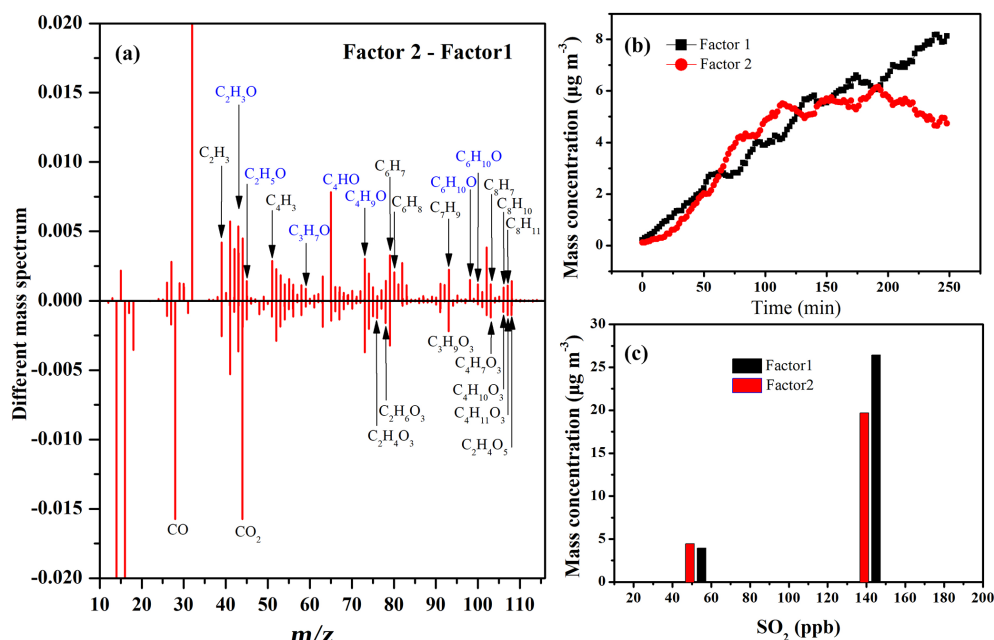 (a)
Factor 2 - Factor1
Different mass spectrum
0.020
0.015
0.010
0.005
0.000
-0.005
-0.010
-0.015
-0.020
C₂H₃
C₂H₃O
C₂H₅O
C₄H₃
C₃H₇O
C₄HO
C₄H₉O
C₆H₇
C₆H₈
C₇H₉
C₆H₁₀O
C₆H₁₀O
C₈H₇
C₈H₁₀
C₈H₁₁
CO
CO₂
C₂H₄O₃
C₂H₆O₃
C₃H₉O₃
C₄H₇O₃
C₄H₁₀O₃
C₄H₁₁O₃
C₂H₄O₅
10 20 30 40 50 60 70 80 90 100 110
m/z
(b)
Factor 1
Factor 2
Mass concentration (μg m⁻³)
8
6
4
2
0
0 50 100 150 200 250
Time (min)
(c)
Factor1
Factor2
Mass concentration (μg m⁻³)
30
25
20
15
10
5
0
20 40 60 80 100 120 140 160 180 200
SO₂ (ppb)